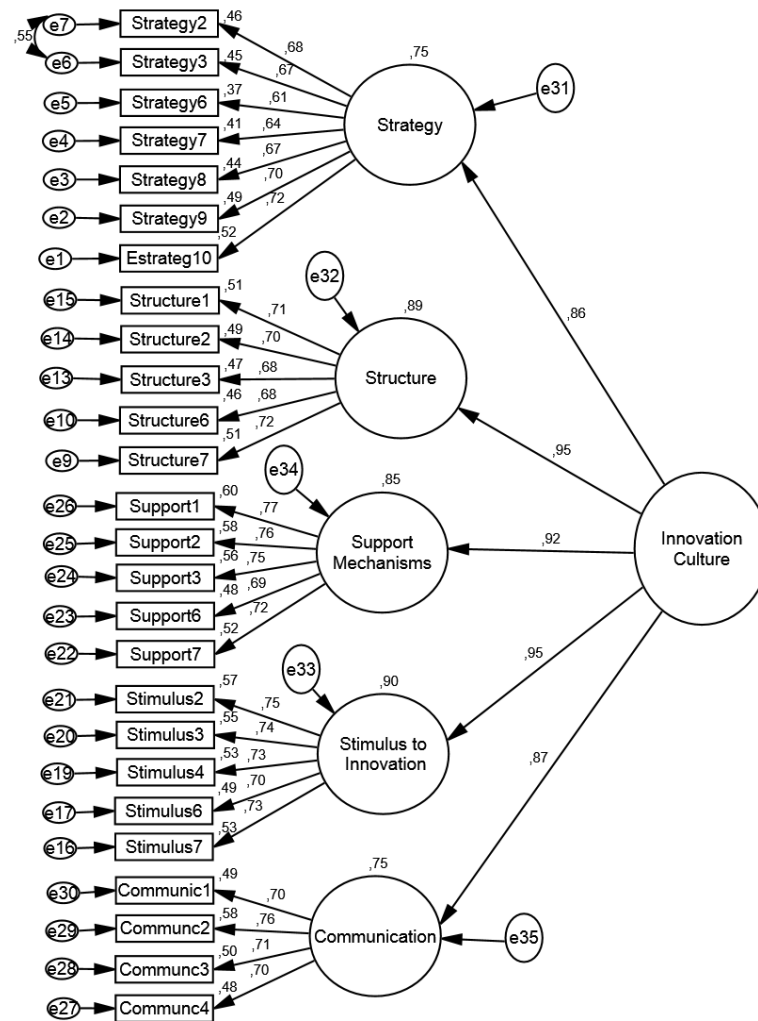 e7
Strategy2
,46
,55
,68
,75
e6
Strategy3
,45
,67
e31
e5
Strategy6
,37
,61
Strategy
e4
Strategy7
,41
,64
e3
Strategy8
,44
,67
e2
Strategy9
,49
,70
,72
e1
Estrateg10
,52
e32
e15
Structure1
,51
,71
,89
,86
e14
Structure2
,49
,70
e13
Structure3
,47
,68
Structure
e10
Structure6
,46
,68
e9
Structure7
,51
,72
,95
e34
,85
e26
Support1
,60
,77
e25
Support2
,58
,76
Support
Mechanisms
,92
Innovation
Culture
e24
Support3
,56
,75
e23
Support6
,48
,69
e22
Support7
,52
,72
e33
,90
,95
e21
Stimulus2
,57
,75
e20
Stimulus3
,55
,74
Stimulus to
Innovation
e19
Stimulus4
,53
,73
,87
e17
Stimulus6
,49
,70
e16
Stimulus7
,53
,73
,75
e30
Communic1
,49
,70
e29
Communc2
,58
,76
Communication
e35
e28
Communc3
,50
,71
e27
Communc4
,48
,70